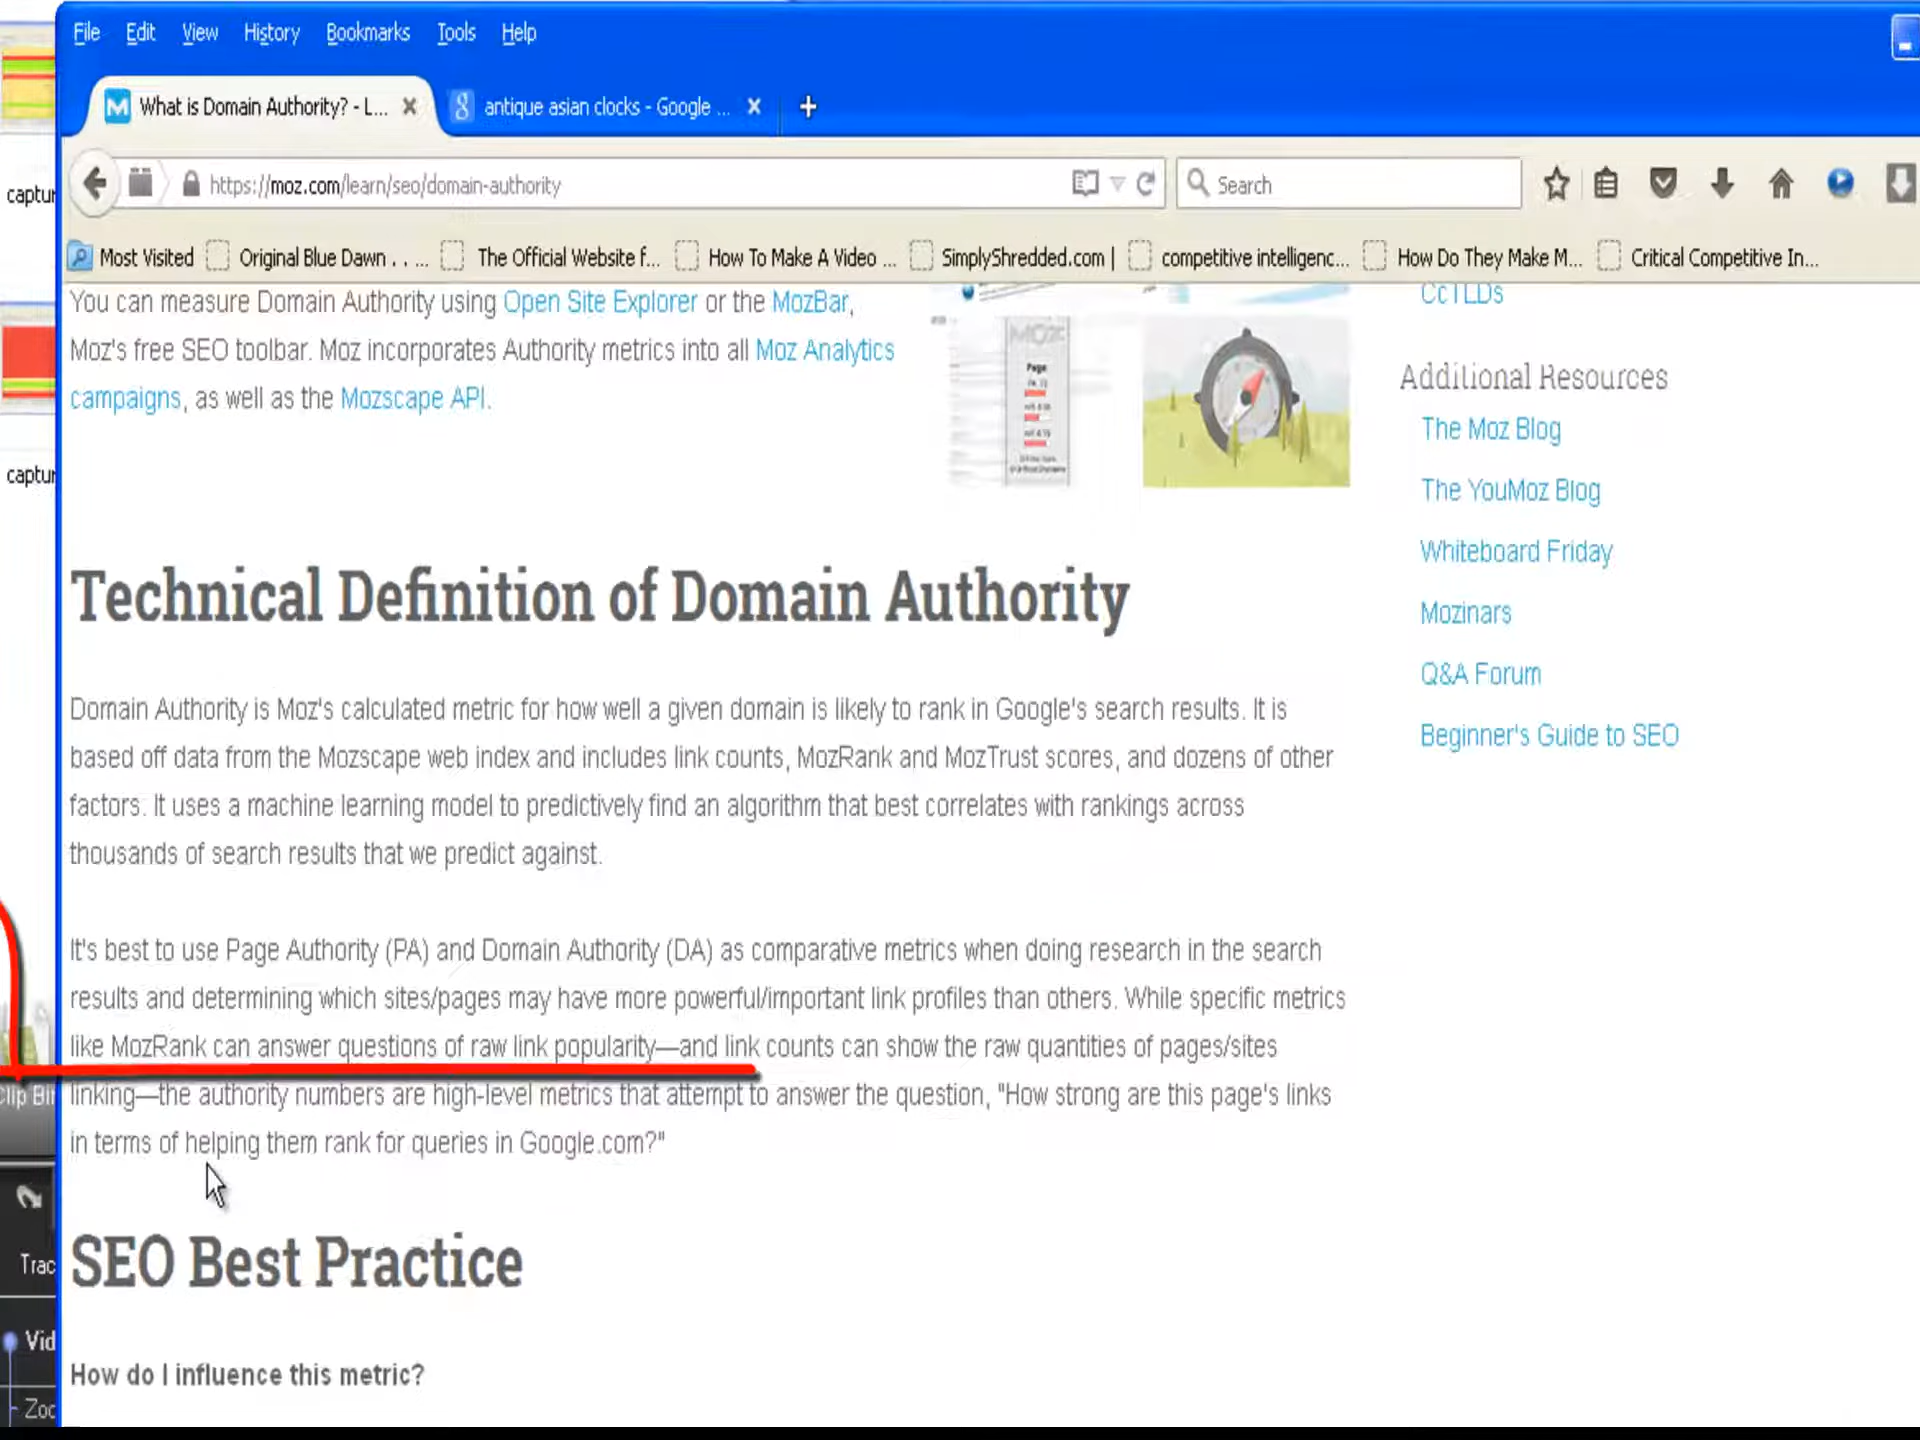 File Edit View History Bookmarks Tools Help
What is Domain Authority? - L... antique asian clocks - Google ...
https://moz.com/learn/seo/domain-authority Search
Most Visited Original Blue Dawn . . ... The Official Website f... How To Make A Video ... SimplyShredded.com | competitive intelligenc... How Do They Make M... Critical Competitive In...
captur
captur
You can measure Domain Authority using Open Site Explorer or the MozBar,
Moz's free SEO toolbar. Moz incorporates Authority metrics into all Moz Analytics
campaigns, as well as the Mozscape API.
MOZ
Page
CcTLDs
Additional Resources
The Moz Blog
The YouMoz Blog
Whiteboard Friday
Mozinars
Q&A Forum
Beginner's Guide to SEO
Technical Definition of Domain Authority
Domain Authority is Moz's calculated metric for how well a given domain is likely to rank in Google's search results. It is
based off data from the Mozscape web index and includes link counts, MozRank and MozTrust scores, and dozens of other
factors. It uses a machine learning model to predictively find an algorithm that best correlates with rankings across
thousands of search results that we predict against.
It's best to use Page Authority (PA) and Domain Authority (DA) as comparative metrics when doing research in the search
results and determining which sites/pages may have more powerful/important link profiles than others. While specific metrics
like MozRank can answer questions of raw link popularity—and link counts can show the raw quantities of pages/sites
linking—the authority numbers are high-level metrics that attempt to answer the question, "How strong are this page's links
in terms of helping them rank for queries in Google.com?"
SEO Best Practice
How do I influence this metric?
Clip Bi
Trac
Vid
Zoo